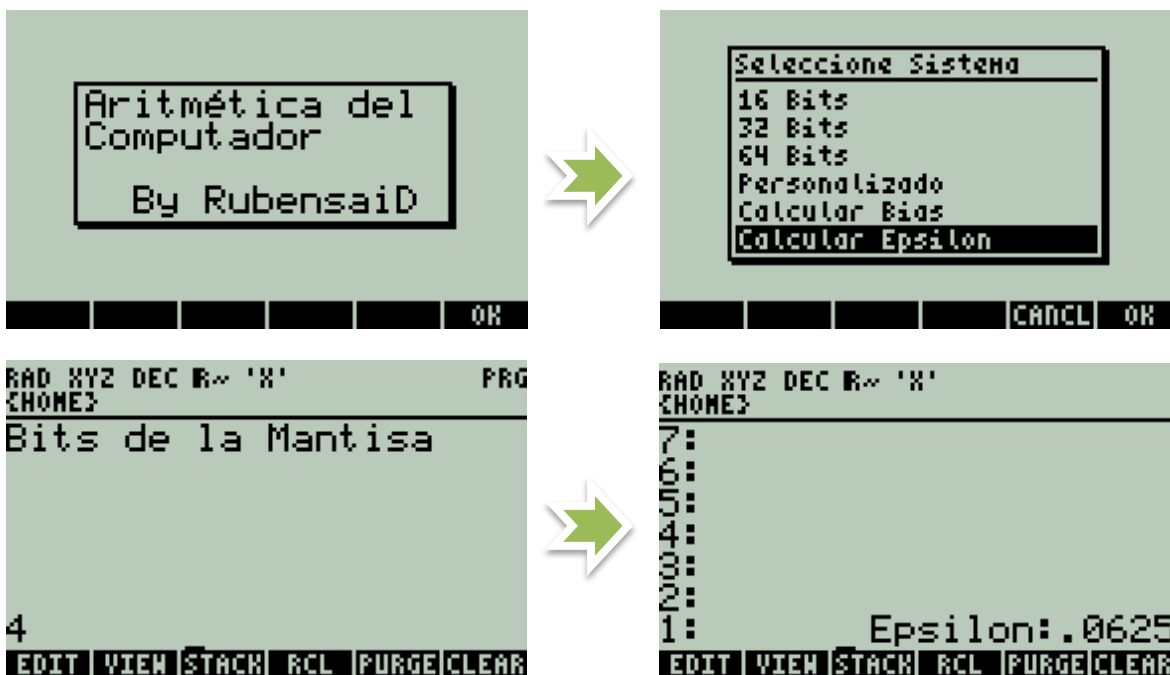 Aritmética del
Computador
By RubensaiD
OK
Seleccione Sistema
16 Bits
32 Bits
64 Bits
Personalizado
Calcular Bias
Calcular Epsilon
CANCL OK
RAD XYZ DEC R~ 'X' PRG
{HOME}
Bits de la Mantisa
4
EDIT VIEW STACK RCL PURGE CLEAR
RAD XYZ DEC R~ 'X'
{HOME}
7:
6:
5:
4:
3:
2:
1: Epsilon:.0625
EDIT VIEW STACK RCL PURGE CLEAR